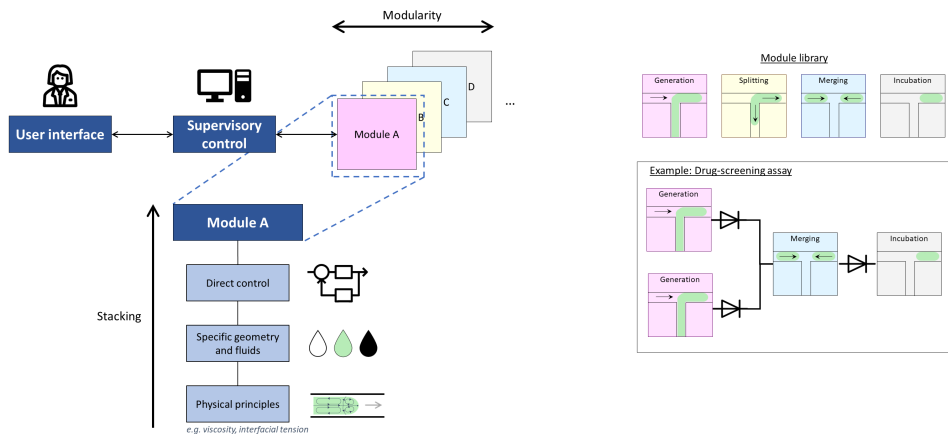 Modularity
User interface
Supervisory
control
Module A
B
C
D
...
Module A
Stacking
Direct control
Specific geometry
and fluids
Physical principles
e.g. viscosity, interfacial tension
Module library
Generation
Splitting
Merging
Incubation
Example: Drug-screening assay
Generation
Merging
Incubation
Generation